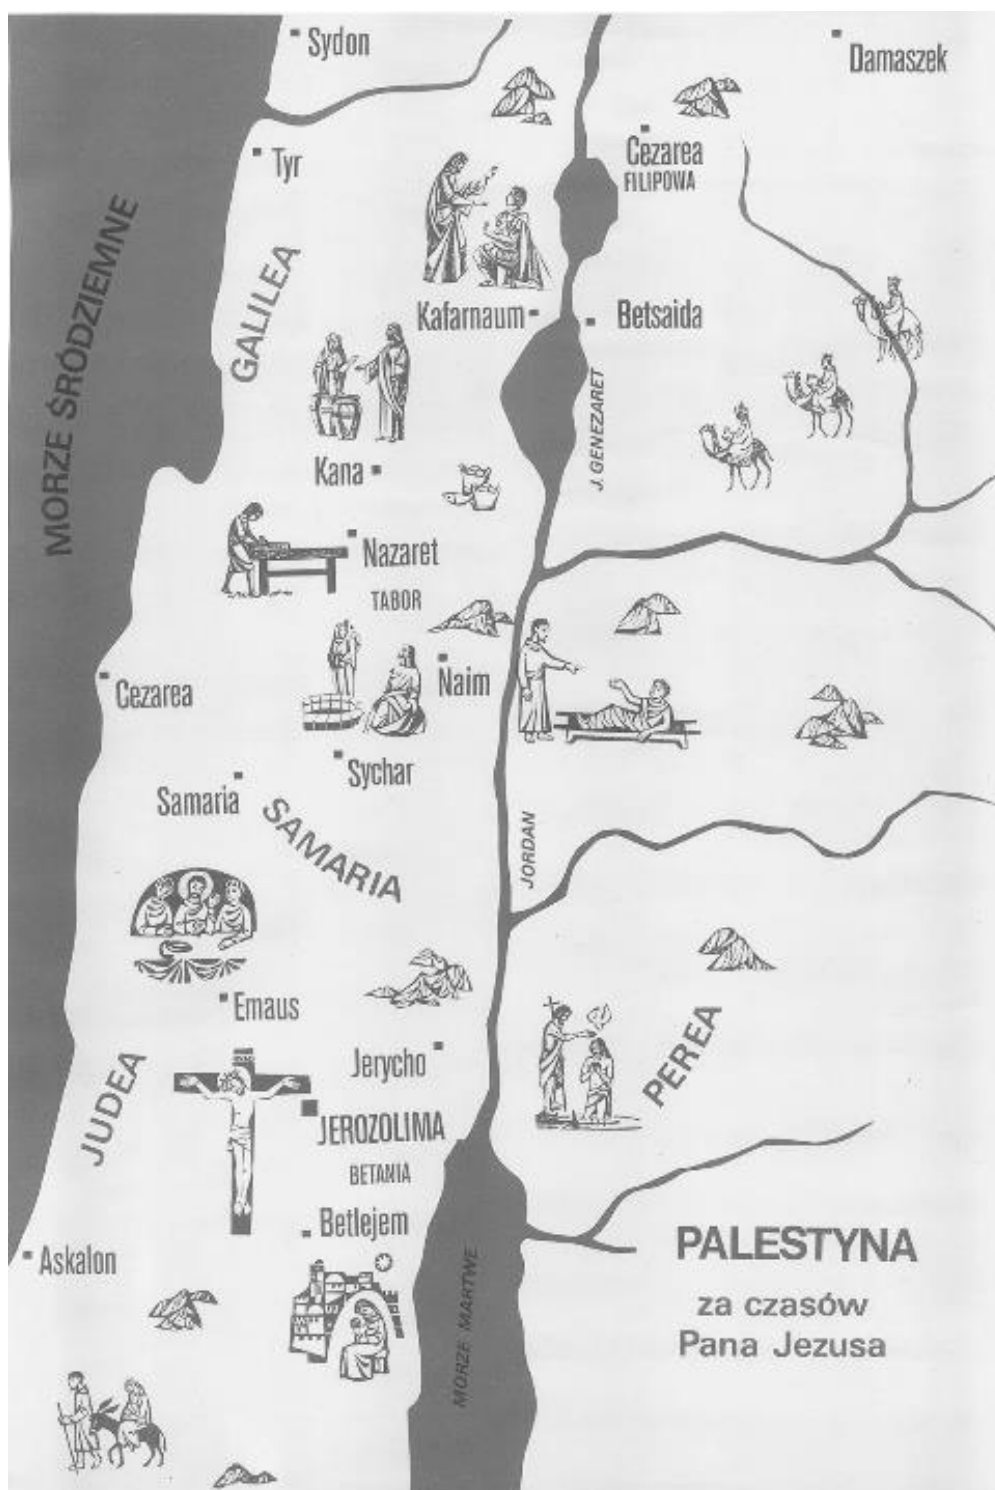 Sydon
Damaszek
Tyr
Cezarea
FILIPOWA
MORZE ŚRÓDZIEMNE
GALILEA
Kafarnaum
Betsaida
J. GENEZARET
Kana
Nazaret
TABOR
Naim
Cezarea
Sychar
Samaria
SAMARIA
JORDAN
Emaus
PEREA
Jerycho
JUDEA
JEROZOLIMA
BETANIA
Betlejem
Askalon
MORZE MARTWE
PALESTYNA
za czasów
Pana Jezusa